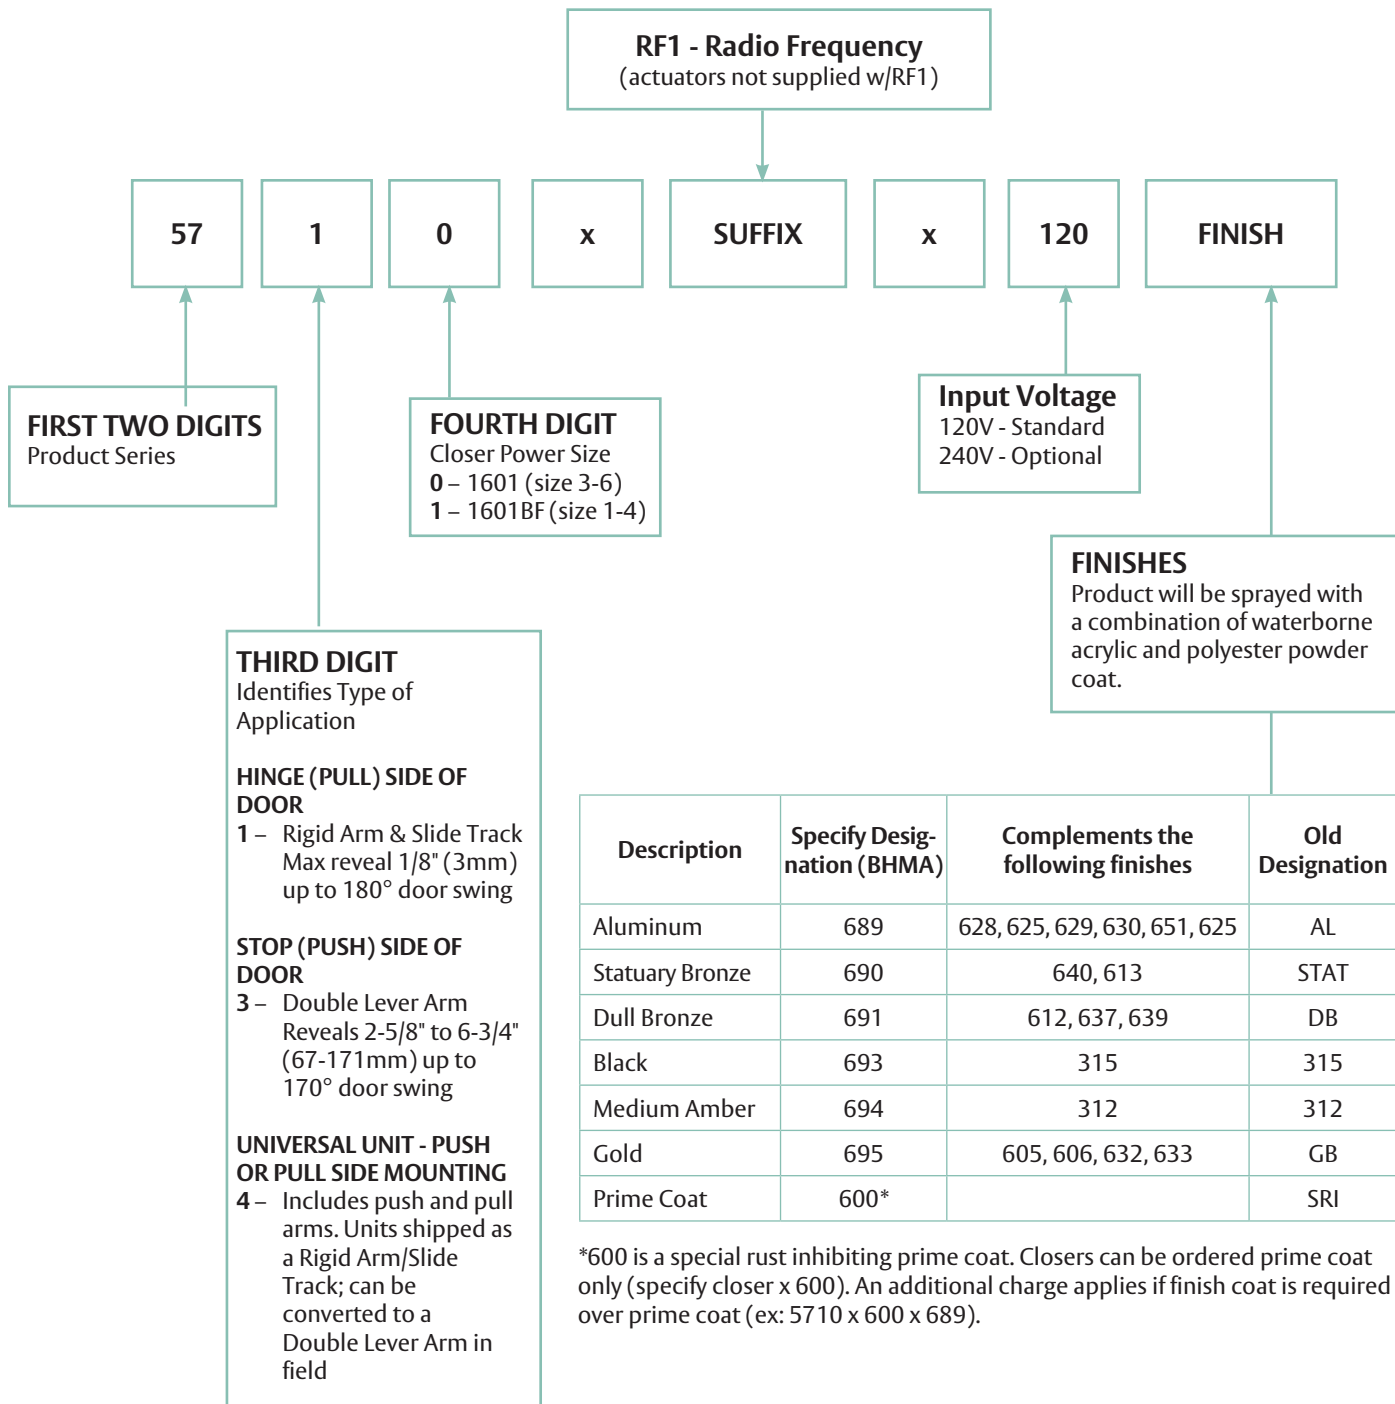 RF1 - Radio Frequency
(actuators not supplied w/RF1)
57 1 0 x SUFFIX x 120 FINISH
FIRST TWO DIGITS
Product Series
FOURTH DIGIT
Closer Power Size
0 – 1601 (size 3-6)
1 – 1601BF (size 1-4)
Input Voltage
120V - Standard
240V - Optional
FINISHES
Product will be sprayed with
a combination of waterborne
acrylic and polyester powder
coat.
THIRD DIGIT
Identifies Type of
Application
HINGE (PULL) SIDE OF
DOOR
1 – Rigid Arm & Slide Track
Max reveal 1/8" (3mm)
up to 180° door swing
STOP (PUSH) SIDE OF
DOOR
3 – Double Lever Arm
Reveals 2-5/8" to 6-3/4"
(67-171mm) up to
170° door swing
UNIVERSAL UNIT - PUSH
OR PULL SIDE MOUNTING
4 – Includes push and pull
arms. Units shipped as
a Rigid Arm/Slide
Track; can be
converted to a
Double Lever Arm in
field
Description
Specify Desig-
nation (BHMA)
Complements the
following finishes
Old
Designation
Aluminum 689 628, 625, 629, 630, 651, 625 AL
Statuary Bronze 690 640, 613 STAT
Dull Bronze 691 612, 637, 639 DB
Black 693 315 315
Medium Amber 694 312 312
Gold 695 605, 606, 632, 633 GB
Prime Coat 600* SRI
*600 is a special rust inhibiting prime coat. Closers can be ordered prime coat
only (specify closer x 600). An additional charge applies if finish coat is required
over prime coat (ex: 5710 x 600 x 689).